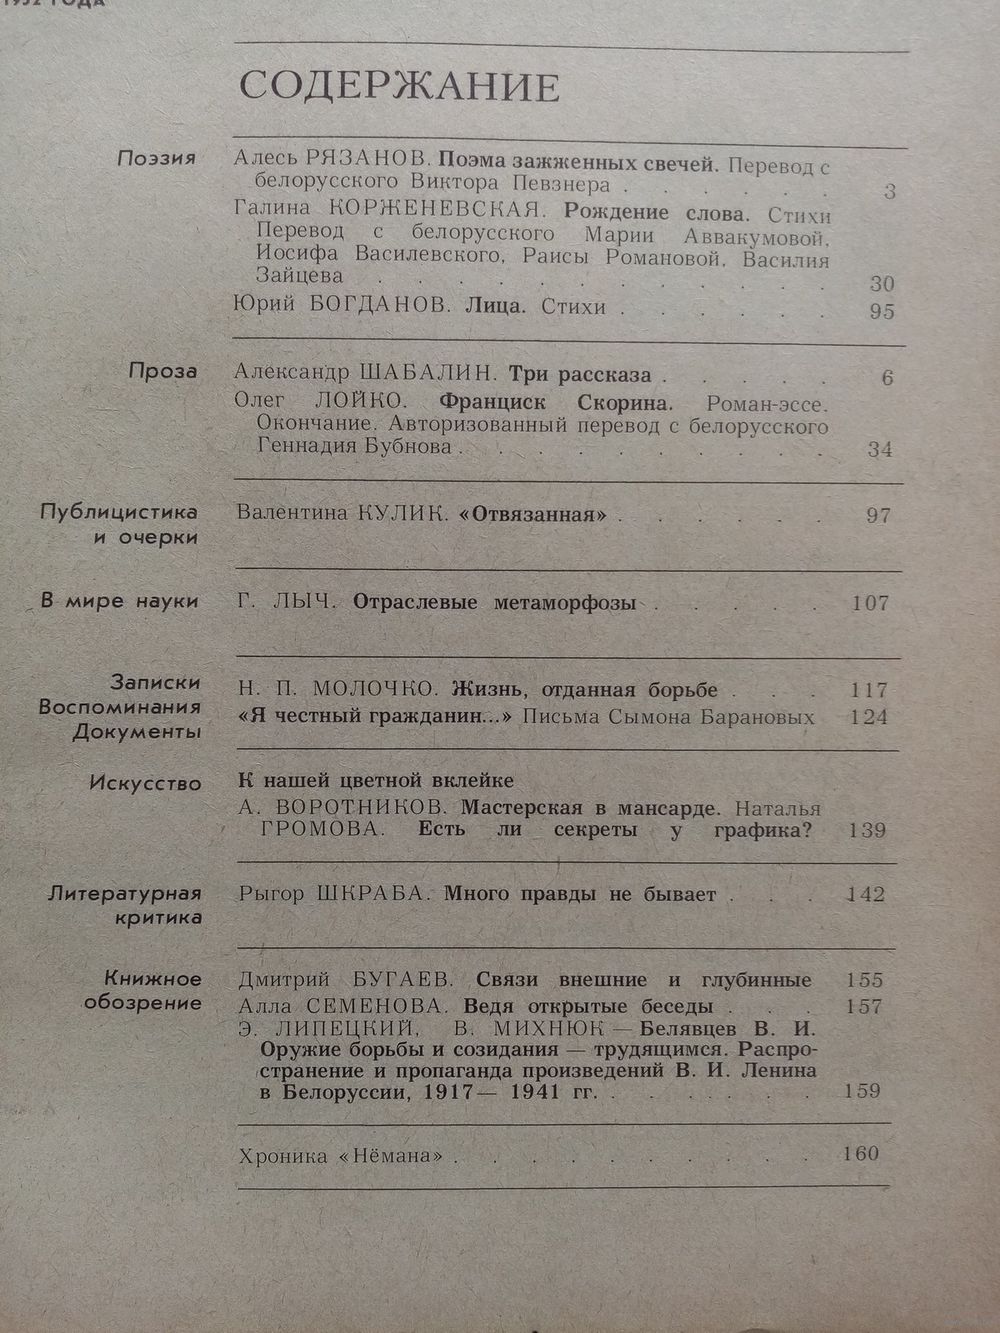 1952 ГОДА
СОДЕРЖАНИЕ
Поэзия
Алесь РЯЗАНОВ. Поэма зажженных свечей. Перевод с
белорусского Виктора Певзнера . . . . . . 3
Галина КОРЖЕНЕВСКАЯ. Рождение слова. Стихи
Перевод с белорусского Марии Аввакумовой,
Иосифа Василевского, Раисы Романовой, Василия
Зайцева . . . . . . . . . . . . 30
Юрий БОГДАНОВ. Лица. Стихи . . . . . . 95
Проза
Александр ШАБАЛИН. Три рассказа . . . . . 6
Олег ЛОЙКО. Франциск Скорина. Роман-эссе.
Окончание. Авторизованный перевод с белорусского
Геннадия Бубнова . . . . . . . . . . 34
Публицистика
и очерки
Валентина КУЛИК. «Отвязанная» . . . . . . 97
В мире науки
Г. ЛЫЧ. Отраслевые метаморфозы . . . . . 107
Записки
Воспоминания
Документы
Н. П. МОЛОЧКО. Жизнь, отданная борьбе . . . 117
«Я честный гражданин...» Письма Сымона Барановых 124
Искусство
К нашей цветной вклейке
А. ВОРОТНИКОВ. Мастерская в мансарде. Наталья
ГРОМОВА. Есть ли секреты у графика? 139
Литературная
критика
Рыгор ШКРАБА. Много правды не бывает . . . 142
Книжное
обозрение
Дмитрий БУГАЕВ. Связи внешние и глубинные 155
Алла СЕМЕНОВА. Ведя открытые беседы . . . 157
Э. ЛИПЕЦКИЙ, В. МИХНЮК — Белявцев В. И.
Оружие борьбы и созидания — трудящимся. Распро-
странение и пропаганда произведений В. И. Ленина
в Белоруссии, 1917— 1941 гг. . . . . . . 159
Хроника «Нёмана» . . . . . . . . . . 160